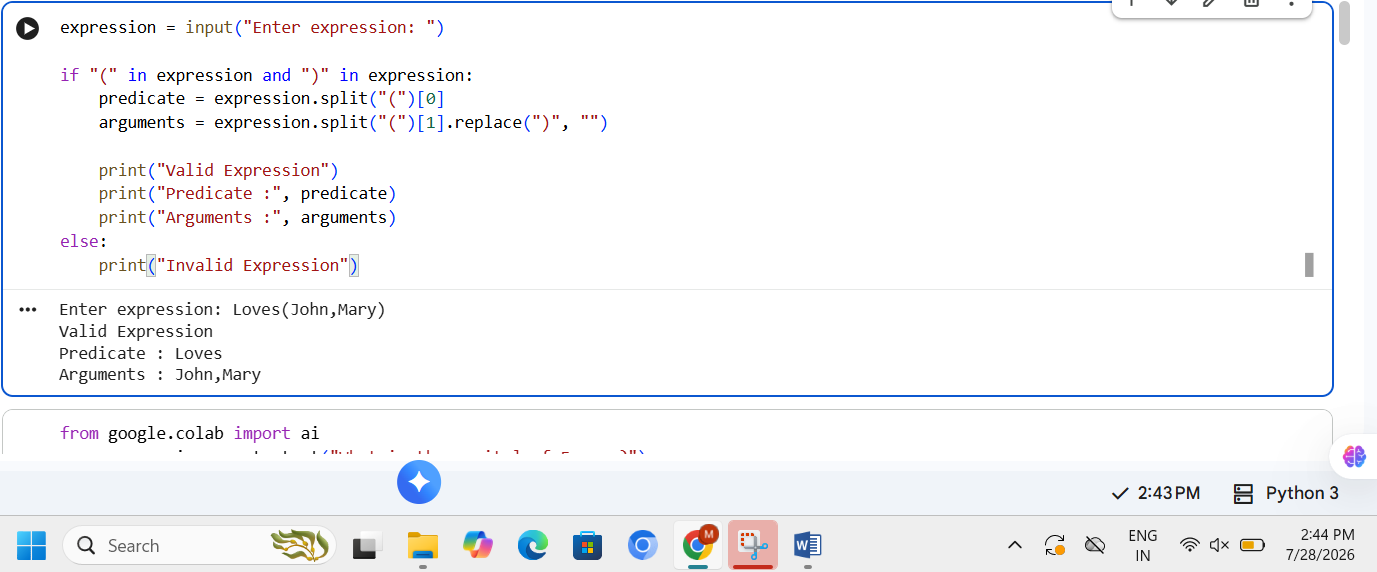 expression = input("Enter expression: ")
if "(" in expression and ")" in expression:
    predicate = expression.split("(")[0]
    arguments = expression.split("(")[1].replace(")", "")
    print("Valid Expression")
    print("Predicate :", predicate)
    print("Arguments :", arguments)
else:
    print("Invalid Expression")
Enter expression: Loves(John,Mary)
Valid Expression
Predicate : Loves
Arguments : John,Mary
from google.colab import ai
2:43 PM Python 3
Search
M
W
ENG
IN
2:44 PM
7/28/2026